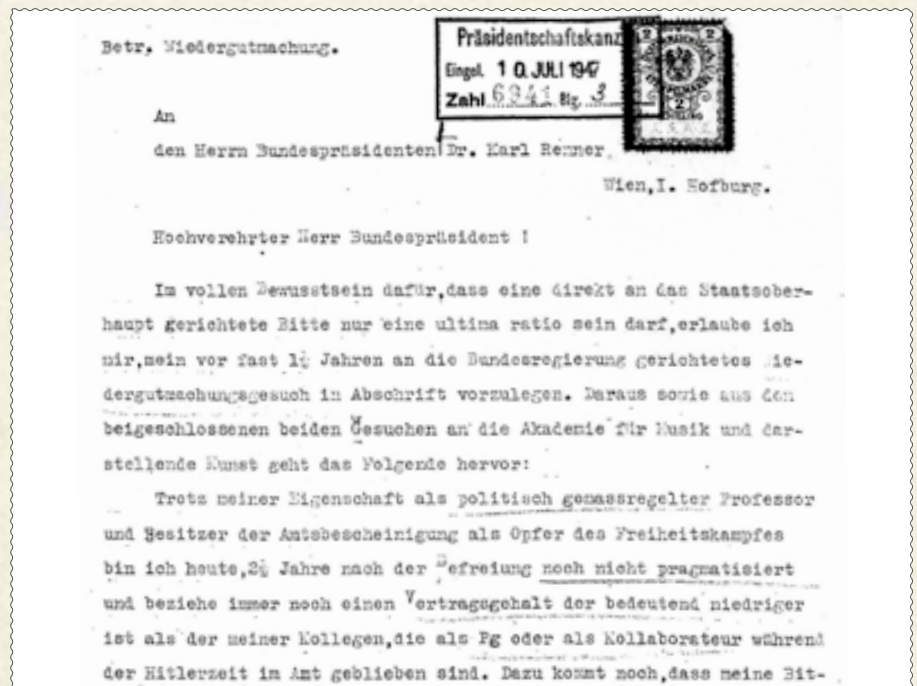 Betr. Wiedergutmachung.
Präsidentschaftskanz
Eingel. 10. JULI 1947
Zahl 6941 Blg. 3
2 2
2
An
den Herrn Bundespräsidenten Dr. Karl Renner
Wien,I. Hofburg.
Hochverehrter Herr Bundespräsident !
Im vollen Bewusstsein dafür,dass eine direkt an das Staatsober-
haupt gerichtete Bitte nur eine ultima ratio sein darf,erlaube ich
mir,mein vor fast 1½ Jahren an die Bundesregierung gerichtetes Wie-
dergutmachungsgesuch in Abschrift vorzulegen. Daraus sowie aus den
beigeschlossenen beiden Gesuchen an die Akademie für Musik und dar-
stellende Kunst geht das Folgende hervor:
Trotz meiner Eigenschaft als politisch gemassregelter Professor
und Besitzer der Amtsbescheinigung als Opfer des Freiheitskampfes
bin ich heute,2½ Jahre nach der Befreiung noch nicht pragmatisiert
und beziehe immer noch einen Vertragsgehalt der bedeutend niedriger
ist als der meiner Kollegen,die als Pg oder als Kollaborateur während
der Hitlerzeit im Amt geblieben sind. Dazu kommt noch,dass meine Bit-